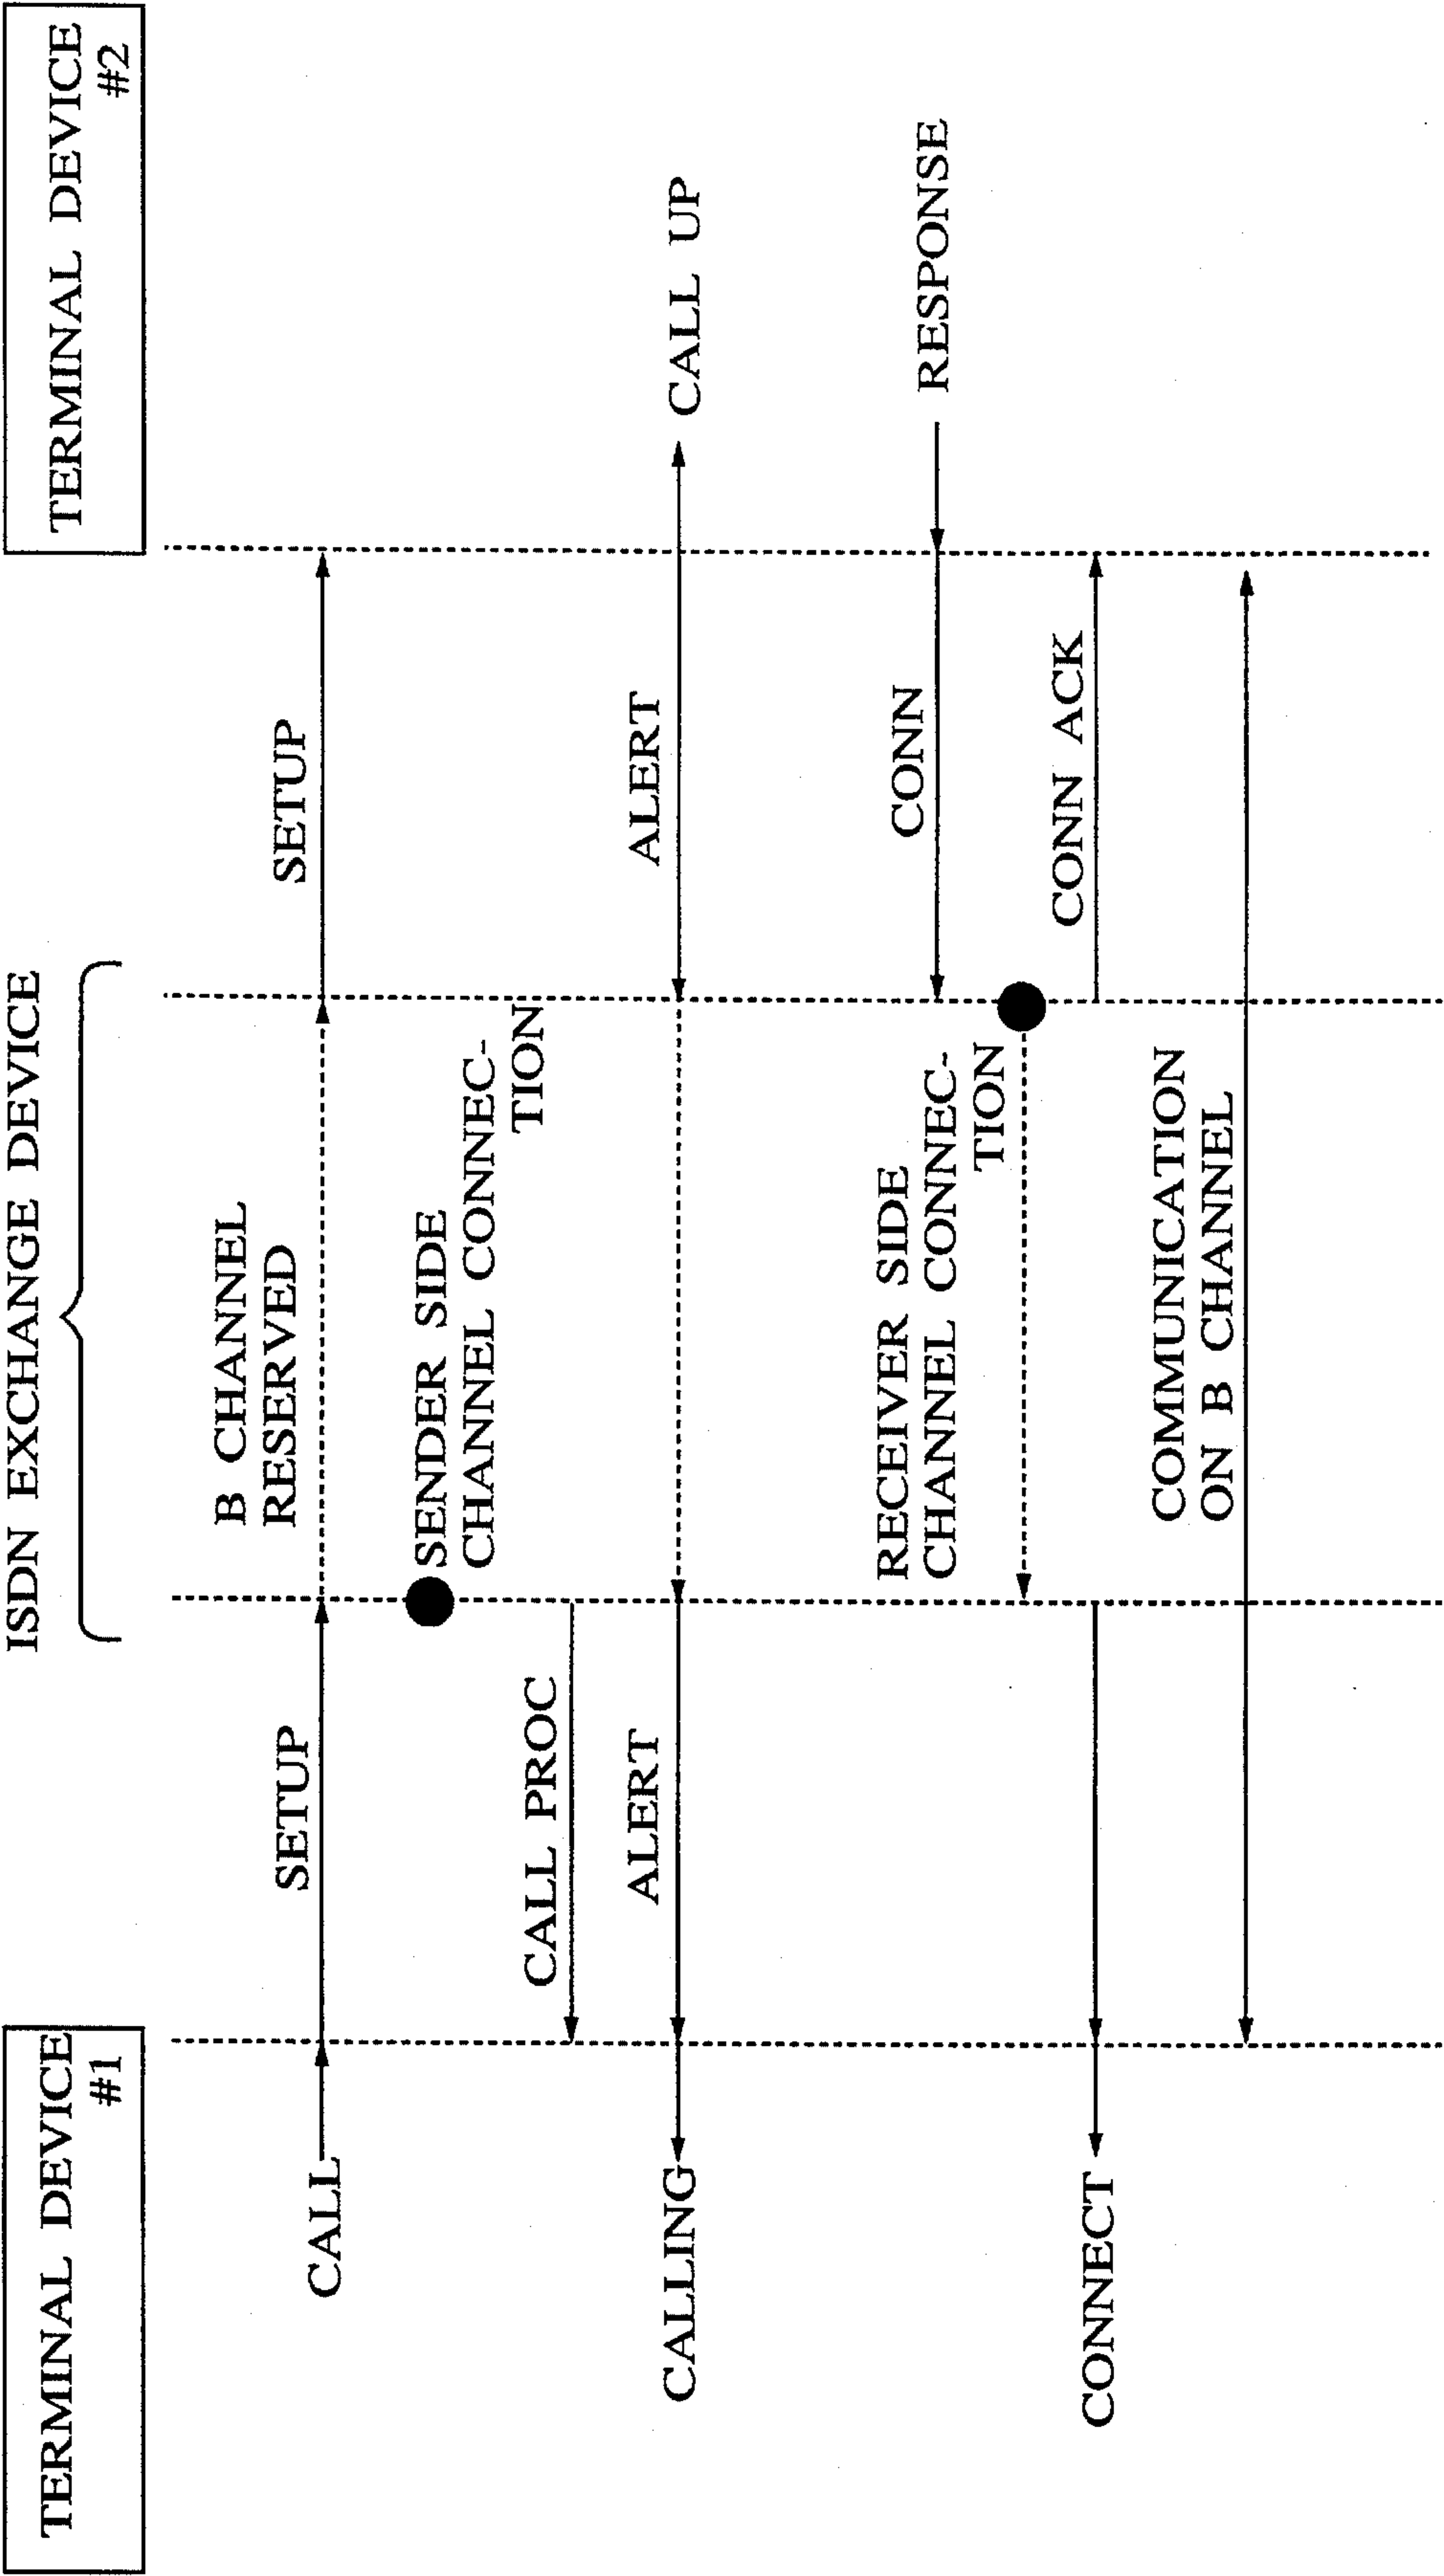 TERMINAL DEVICE
#1
ISDN EXCHANGE DEVICE
TERMINAL DEVICE
#2
CALL
SETUP
B CHANNEL
RESERVED
SETUP
SENDER SIDE
CHANNEL CONNEC-
TION
CALL PROC
CALLING
ALERT
ALERT
CALL UP
RECEIVER SIDE
CHANNEL CONNEC-
TION
CONN
RESPONSE
CONNECT
CONN ACK
COMMUNICATION
ON B CHANNEL